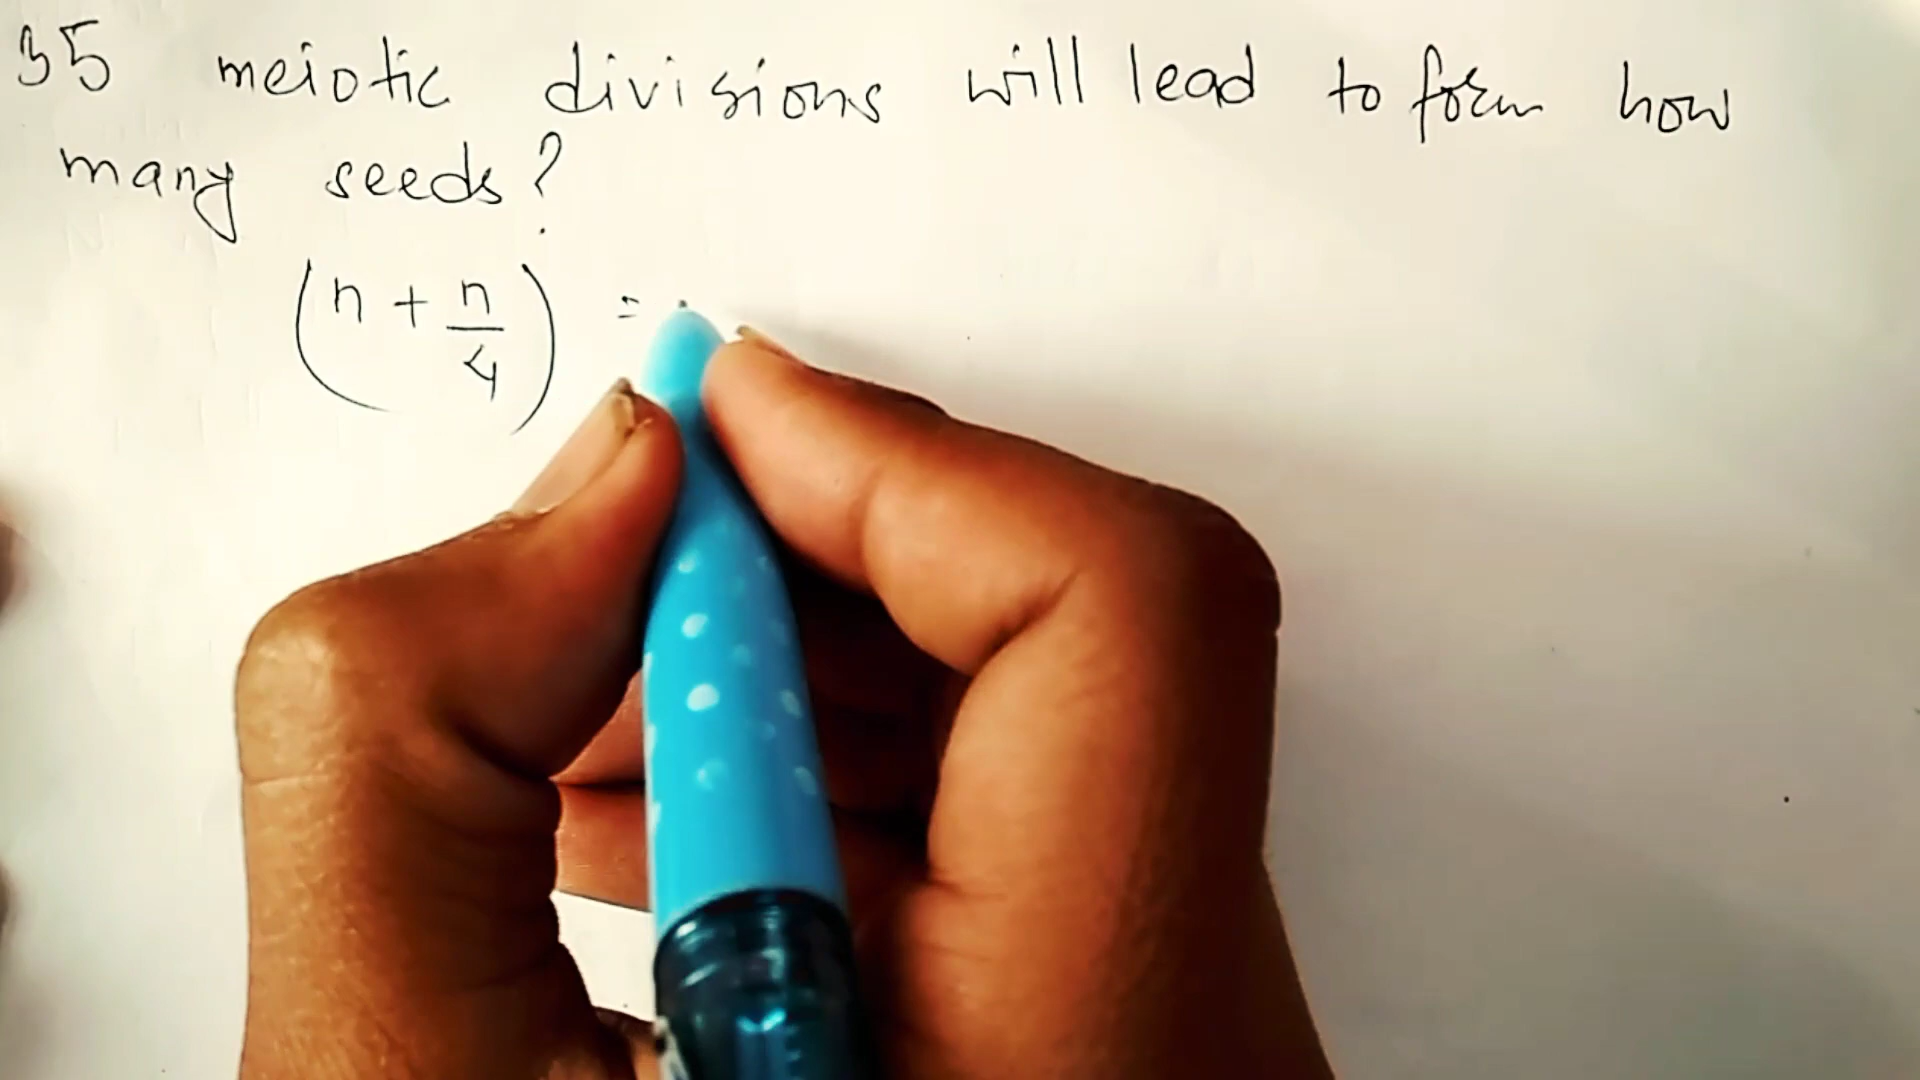 35 meiotic divisions will lead to form how
many seeds?
(n + n/4) =